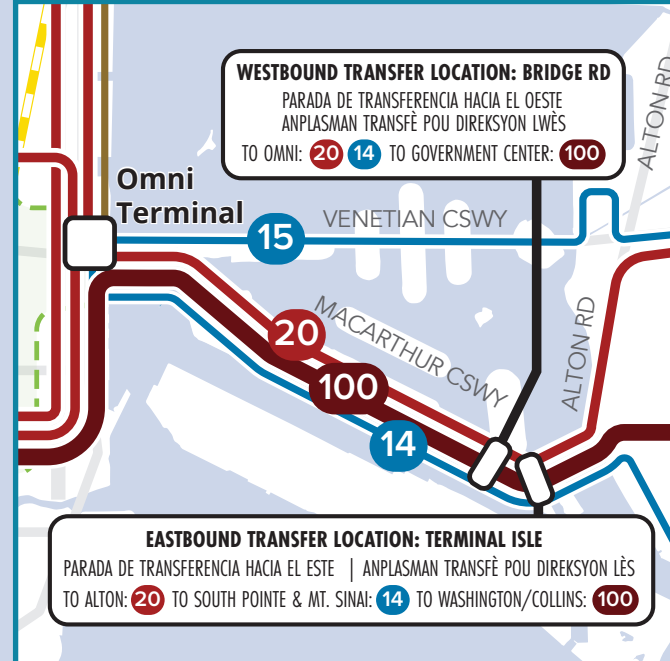 WESTBOUND TRANSFER LOCATION: BRIDGE RD
PARADA DE TRANSFERENCIA HACIA EL OESTE
ANPLASMAN TRANSFÈ POU DIREKSYON LWÈS
TO OMNI: 20 14 TO GOVERNMENT CENTER: 100
ALTON RD
Omni
Terminal
VENETIAN CSWY
15
MACARTHUR CSWY
ALTON RD
20
100
14
EASTBOUND TRANSFER LOCATION: TERMINAL ISLE
PARADA DE TRANSFERENCIA HACIA EL ESTE | ANPLASMAN TRANSFÈ POU DIREKSYON LÈS
TO ALTON: 20 TO SOUTH POINTE & MT. SINAI: 14 TO WASHINGTON/COLLINS: 100